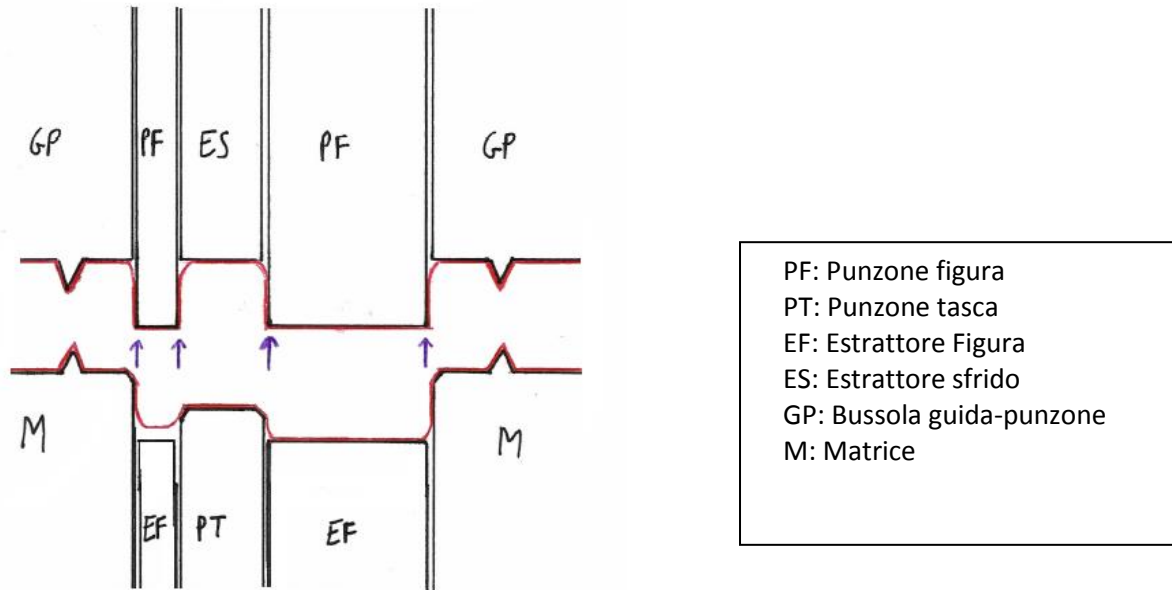 GP PF ES PF GP
M EF PT EF M
PF: Punzone figura
PT: Punzone tasca
EF: Estrattore Figura
ES: Estrattore sfrido
GP: Bussola guida-punzone
M: Matrice